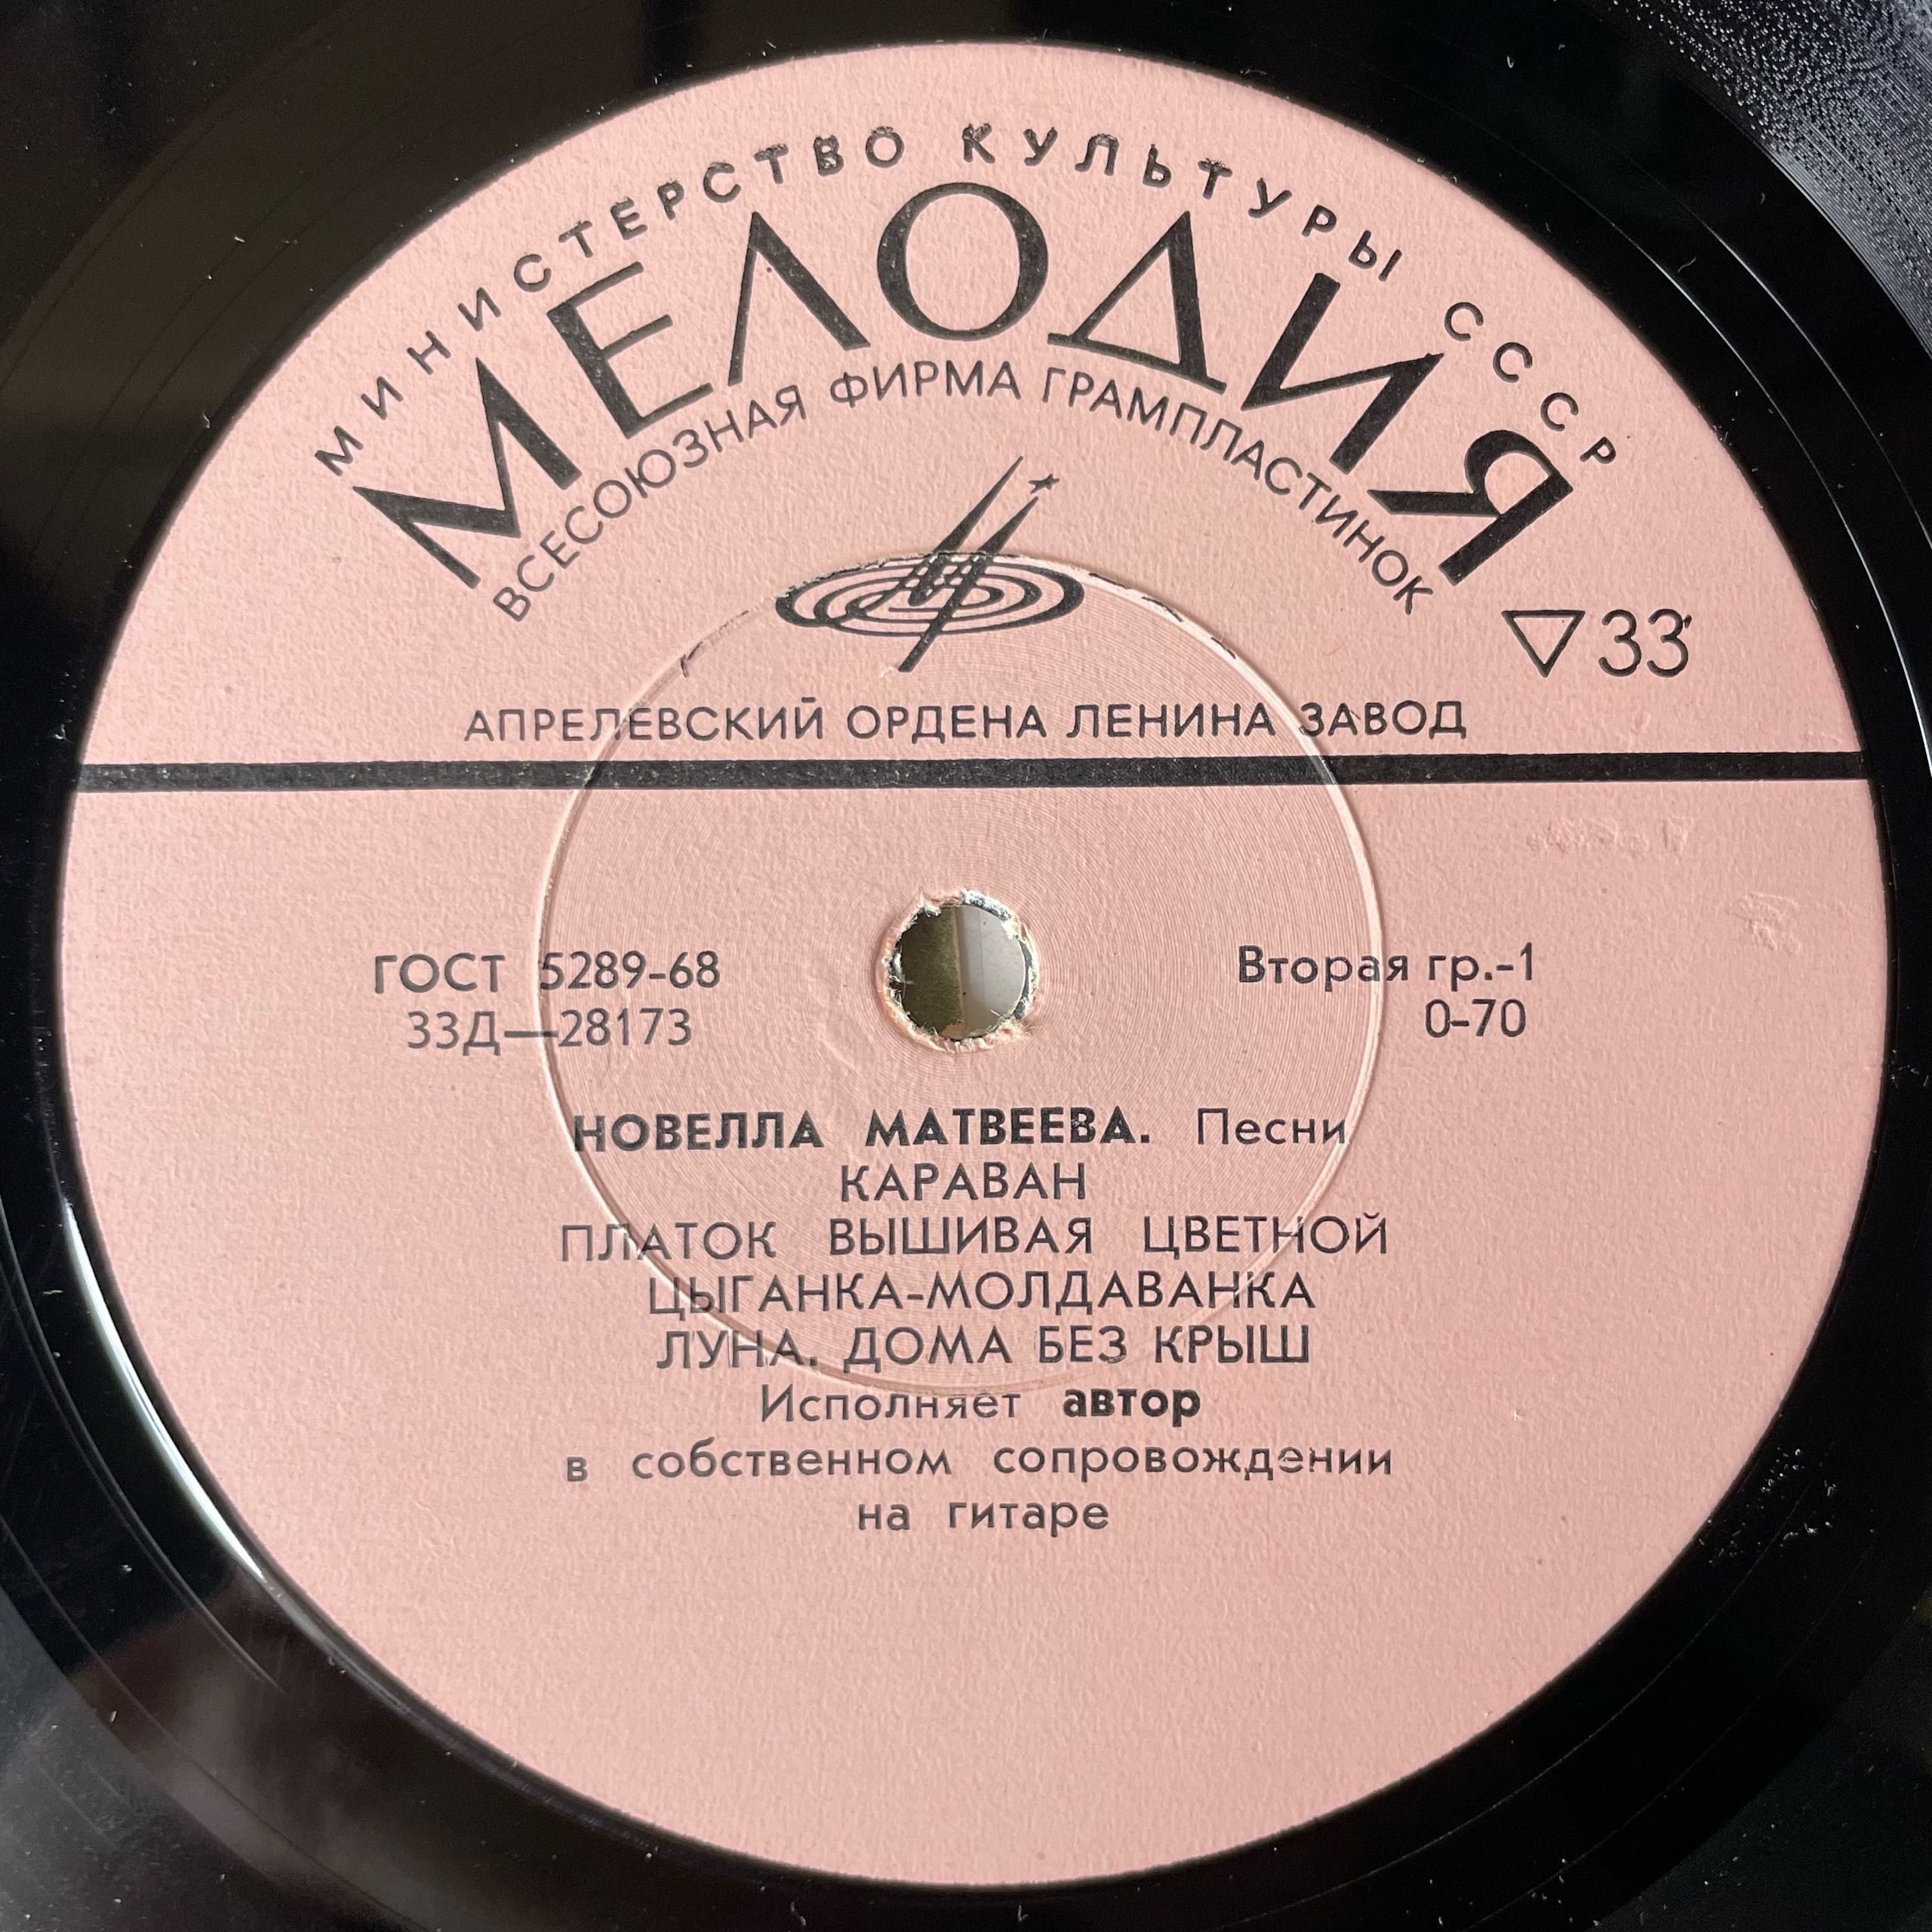 МИНИСТЕРСТВО КУЛЬТУРЫ СССР
МЕЛОДИЯ
ВСЕСОЮЗНАЯ ФИРМА ГРАМПЛАСТИНОК
▽33
АПРЕЛЕВСКИЙ ОРДЕНА ЛЕНИНА ЗАВОД
ГОСТ 5289-68
33Д—28173
Вторая гр.-1
0-70
НОВЕЛЛА МАТВЕЕВА. Песни
КАРАВАН
ПЛАТОК ВЫШИВАЯ ЦВЕТНОЙ
ЦЫГАНКА-МОЛДАВАНКА
ЛУНА. ДОМА БЕЗ КРЫШ
Исполняет автор
в собственном сопровождении
на гитаре